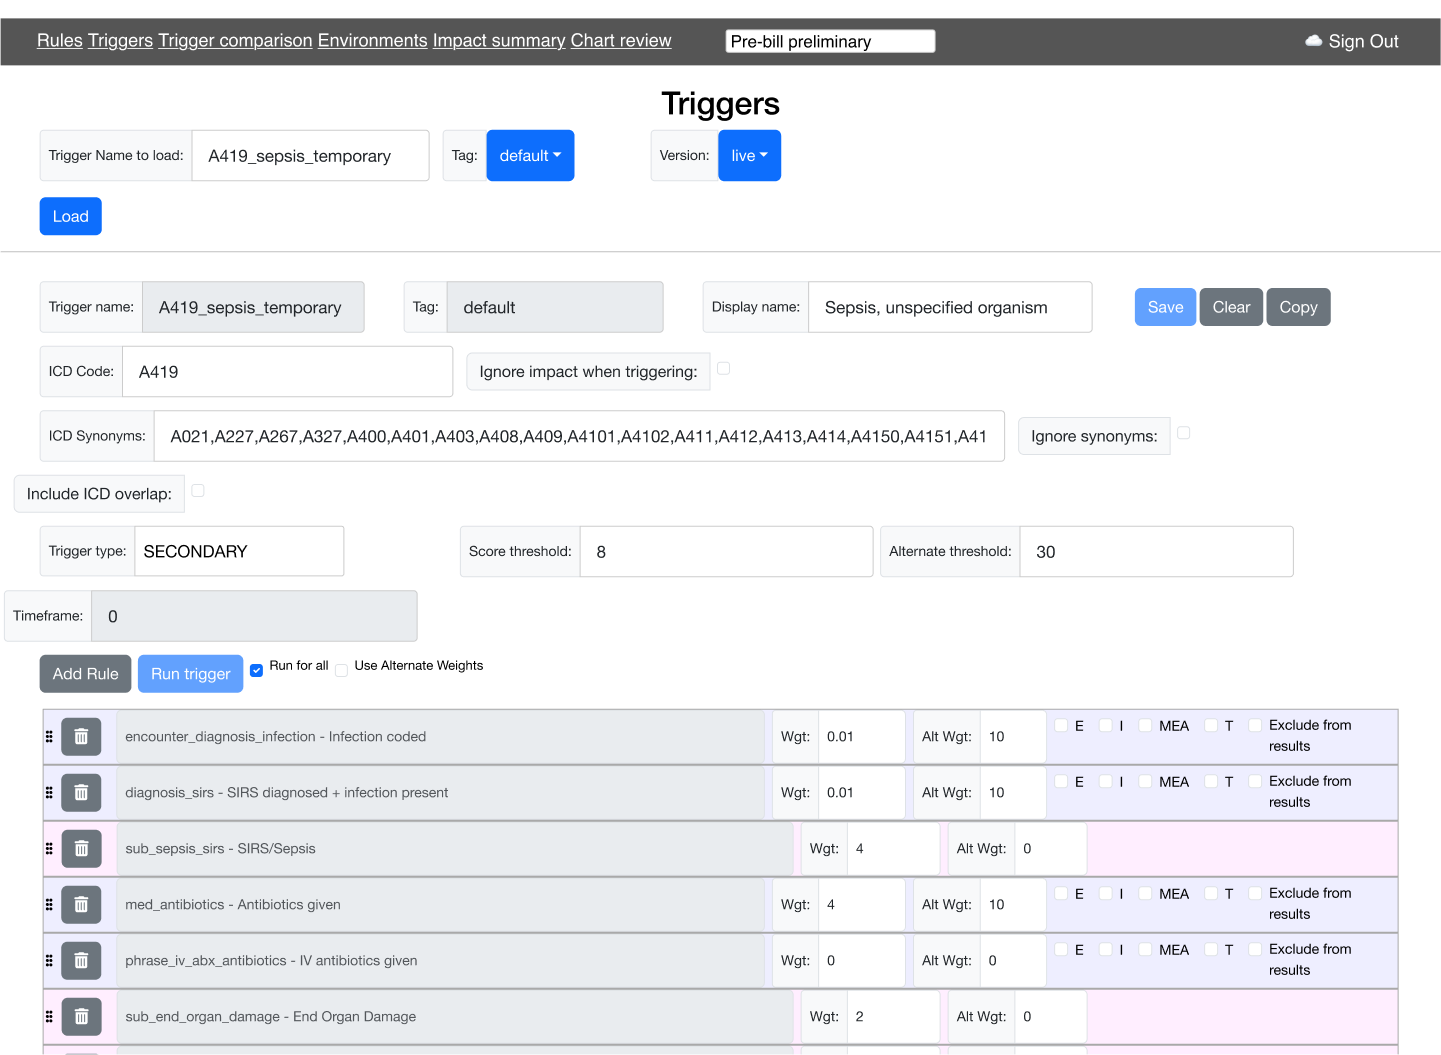 Rules Triggers Trigger comparison Environments Impact summary Chart review Pre-bill preliminary Sign Out
Triggers
Trigger Name to load: A419_sepsis_temporary Tag: default Version: live
Load
Trigger name: A419_sepsis_temporary Tag: default Display name: Sepsis, unspecified organism Save Clear Copy
ICD Code: A419 Ignore impact when triggering:
ICD Synonyms: A021,A227,A267,A327,A400,A401,A403,A408,A409,A4101,A4102,A411,A412,A413,A414,A4150,A4151,A41 Ignore synonyms:
Include ICD overlap:
Trigger type: SECONDARY Score threshold: 8 Alternate threshold: 30
Timeframe: 0
Add Rule Run trigger Run for all Use Alternate Weights
encounter_diagnosis_infection - Infection coded Wgt: 0.01 Alt Wgt: 10 E I MEA T Exclude from
results
diagnosis_sirs - SIRS diagnosed + infection present Wgt: 0.01 Alt Wgt: 10 E I MEA T Exclude from
results
sub_sepsis_sirs - SIRS/Sepsis Wgt: 4 Alt Wgt: 0
med_antibiotics - Antibiotics given Wgt: 4 Alt Wgt: 10 E I MEA T Exclude from
results
phrase_iv_abx_antibiotics - IV antibiotics given Wgt: 0 Alt Wgt: 0 E I MEA T Exclude from
results
sub_end_organ_damage - End Organ Damage Wgt: 2 Alt Wgt: 0